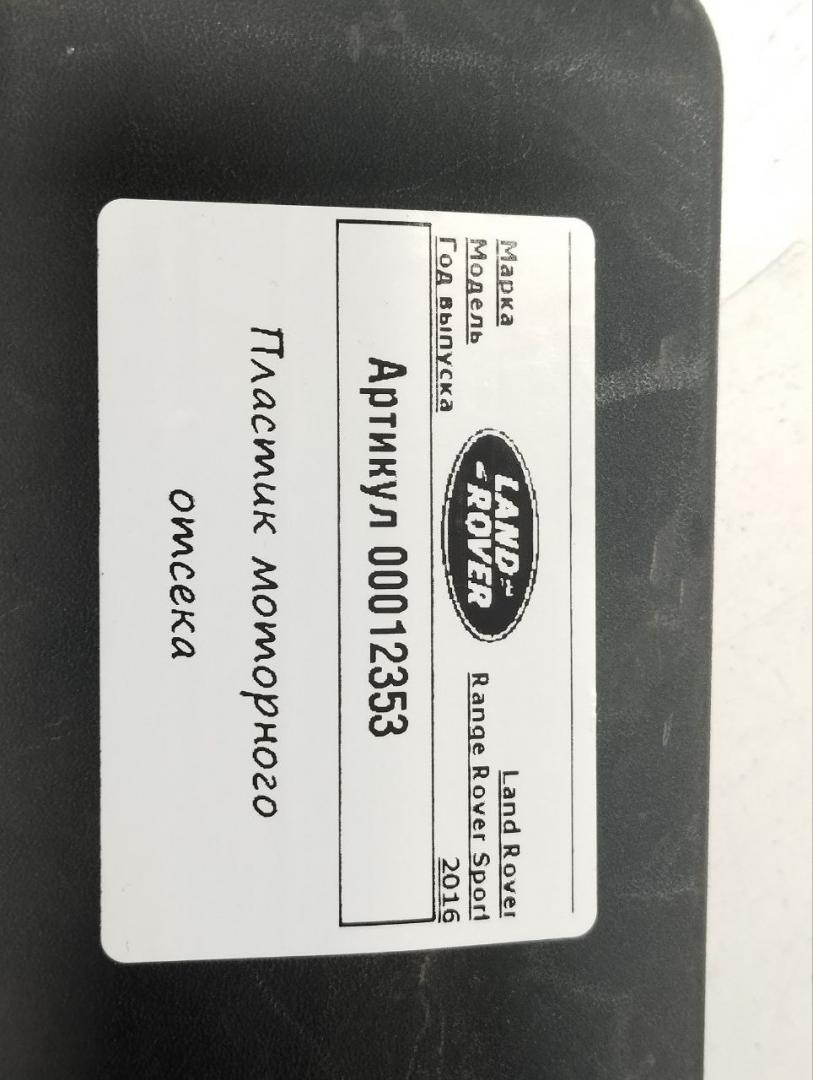 Марка Land Rover
Модель Range Rover Sport
Год выпуска 2016
LAND
ROVER
Артикул 00012353
Пластик моторного
отсека